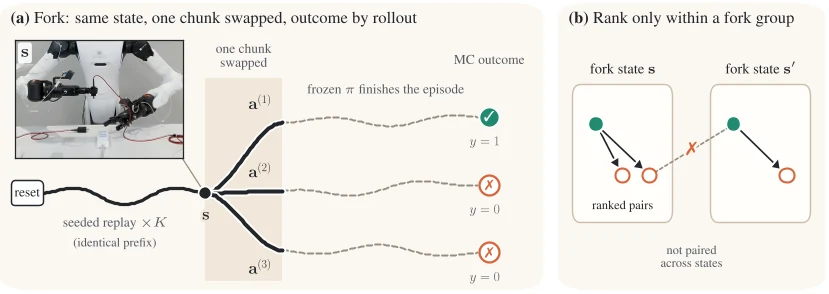 (a) Fork: same state, one chunk swapped, outcome by rollout
s
one chunk
swapped
MC outcome
a(1)
frozen π finishes the episode
✓
y = 1
a(2)
reset
✗
s
y = 0
seeded replay ×K
(identical prefix)
a(3)
✗
y = 0
(b) Rank only within a fork group
fork state s
fork state s′
✗
ranked pairs
not paired
across states